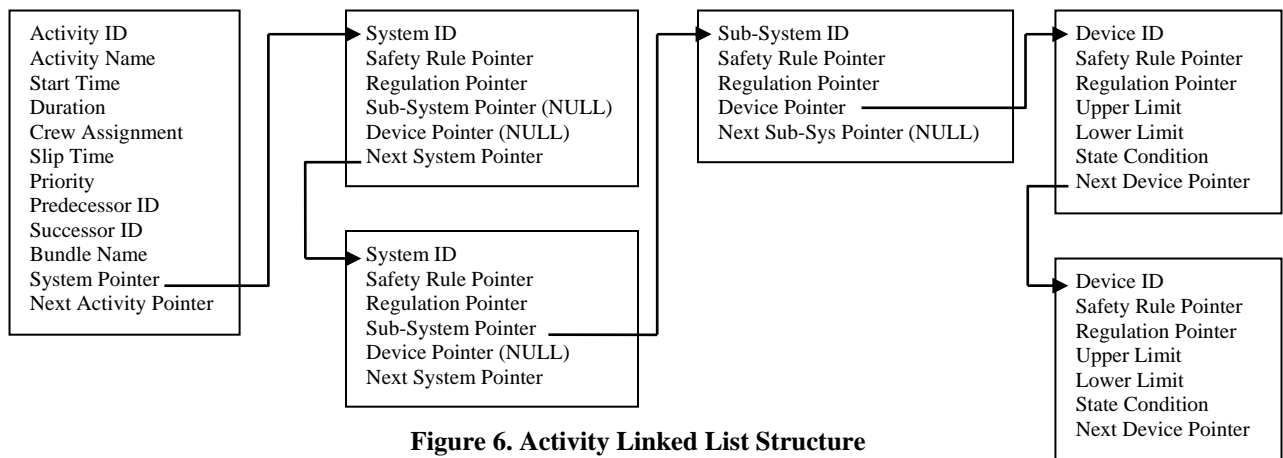 Activity ID
Activity Name
Start Time
Duration
Crew Assignment
Slip Time
Priority
Predecessor ID
Successor ID
Bundle Name
System Pointer
Next Activity Pointer
System ID
Safety Rule Pointer
Regulation Pointer
Sub-System Pointer (NULL)
Device Pointer (NULL)
Next System Pointer
System ID
Safety Rule Pointer
Regulation Pointer
Sub-System Pointer
Device Pointer (NULL)
Next System Pointer
Sub-System ID
Safety Rule Pointer
Regulation Pointer
Device Pointer
Next Sub-Sys Pointer (NULL)
Device ID
Safety Rule Pointer
Regulation Pointer
Upper Limit
Lower Limit
State Condition
Next Device Pointer
Device ID
Safety Rule Pointer
Regulation Pointer
Upper Limit
Lower Limit
State Condition
Next Device Pointer
Figure 6. Activity Linked List Structure